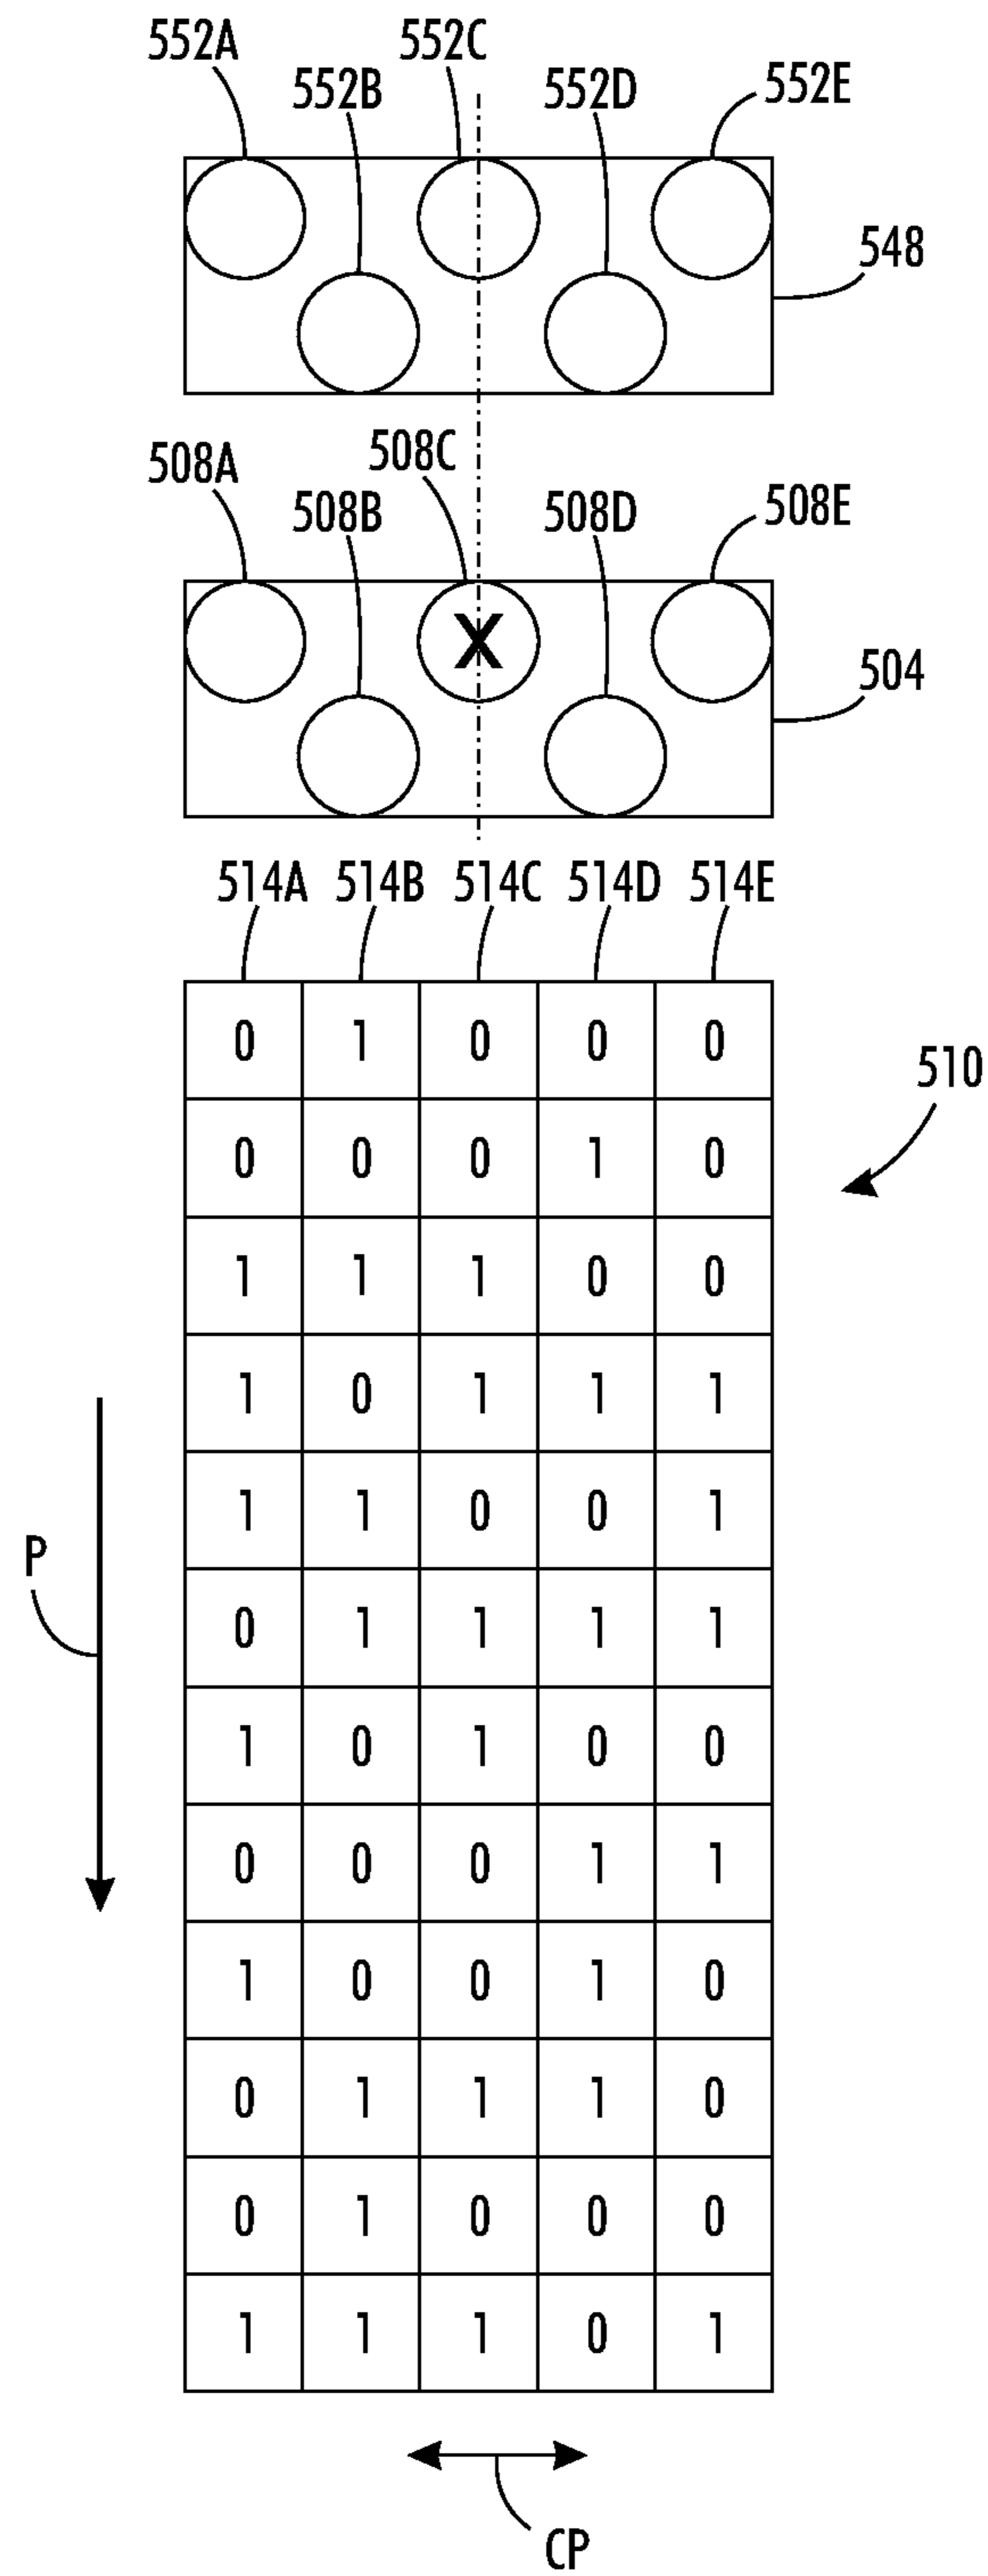 552A 552C
552B 552D 552E
548
508A 508C
508B 508D 508E
X
504
514A 514B 514C 514D 514E
0 1 0 0 0
510
0 0 0 1 0
1 1 1 0 0
1 0 1 1 1
1 1 0 0 1
P
0 1 1 1 1
1 0 1 0 0
0 0 0 1 1
1 0 0 1 0
0 1 1 1 0
0 1 0 0 0
1 1 1 0 1
CP